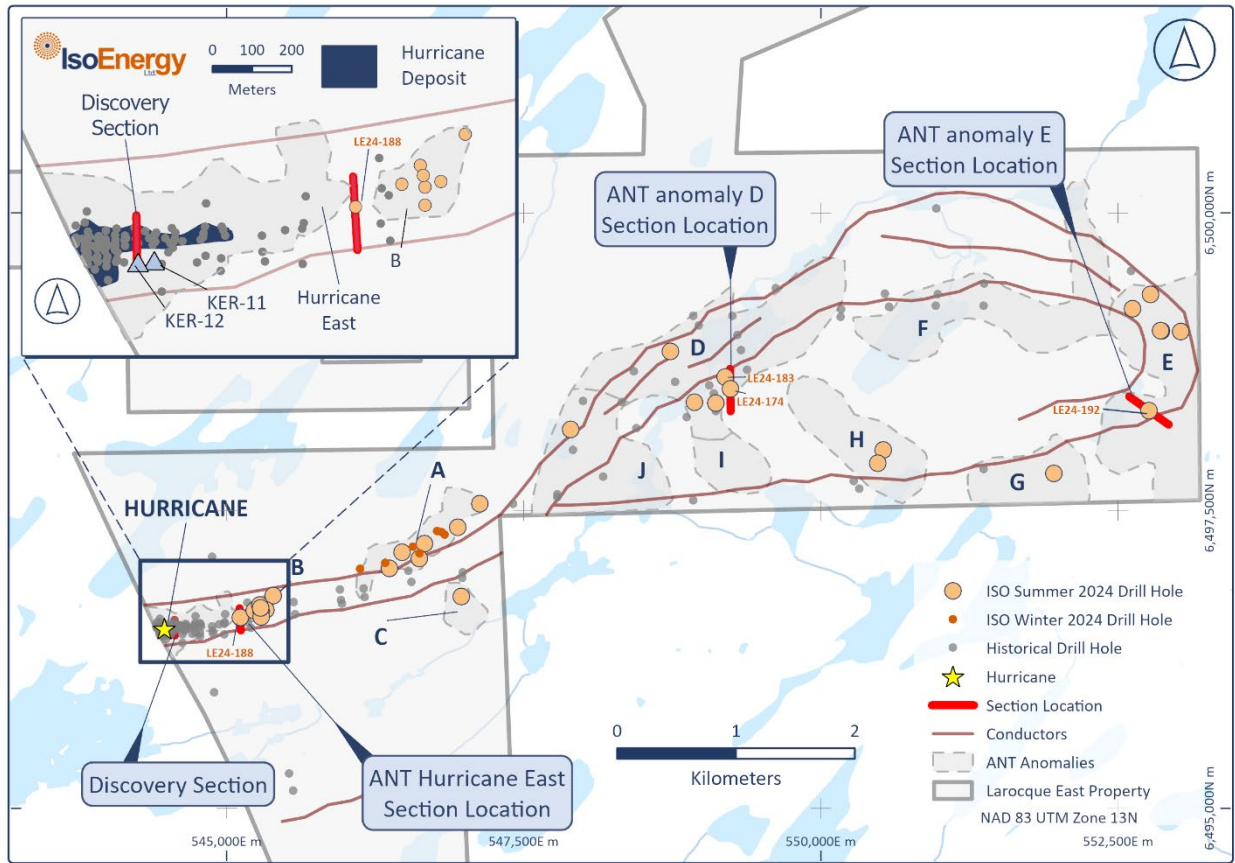 IsoEnergy
Ltd.
0 100 200
Meters
Hurricane
Deposit
Discovery
Section
LE24-188
B
KER-11
KER-12
Hurricane
East
ANT anomaly E
Section Location
ANT anomaly D
Section Location
6,500,000N m
D
F
E
LE24-183
LE24-174
LE24-192
H
J
I
G
A
6,497,500N m
HURRICANE
B
C
LE24-188
Discovery Section
ANT Hurricane East
Section Location
0 1 2
Kilometers
ISO Summer 2024 Drill Hole
ISO Winter 2024 Drill Hole
Historical Drill Hole
Hurricane
Section Location
Conductors
ANT Anomalies
Larocque East Property
NAD 83 UTM Zone 13N
6,495,000N m
545,000E m
547,500E m
550,000E m
552,500E m